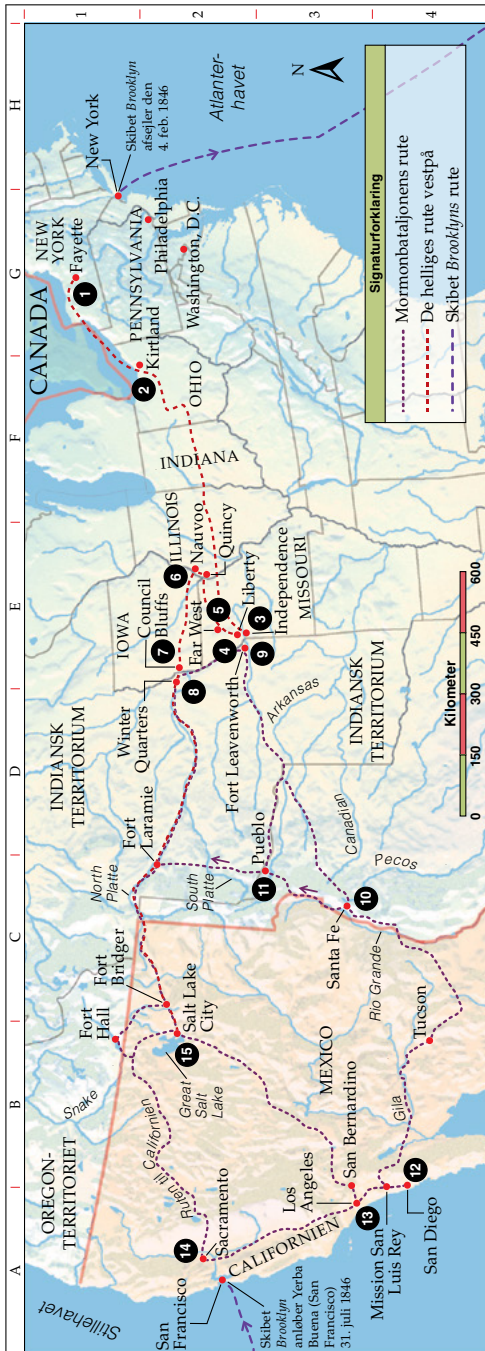 A
B
C
D
E
F
G
H
1
2
3
4
Stillehavet
OREGON-
TERRITORIET
Snake
Fort
Hall
Fort
Bridger
North
Platte
Fort
Laramie
INDIANSK
TERRITORIUM
Winter
Quarters
IOWA
Council
Bluffs
7
6
ILLINOIS
Nauvoo
Quincy
INDIANA
OHIO
2
Kirtland
PENNSYLVANIA
CANADA
1
NEW
YORK
Fayette
New York
Skibet Brooklyn
afsejler den
4. feb. 1846
Philadelphia
Washington, D.C.
Atlanter-
havet
N
San
Francisco
14
Sacramento
Ruten til Californien
Great
Salt
Lake
15
Salt Lake
City
South
Platte
8
Far West
5
4
Liberty
3
Independence
MISSOURI
9
Fort Leavenworth
Arkansas
Pueblo
11
Skibet
Brooklyn
anløber Yerba
Buena (San
Francisco)
31. juli 1846
CALIFORNIEN
Los
Angeles
13
San Bernardino
MEXICO
Santa Fe
10
Rio Grande
Canadian
Pecos
INDIANSK
TERRITORIUM
Mission San
Luis Rey
12
San Diego
Gila
Tucson
Kilometer
0
150
300
450
600
Signaturforklaring
Mormonbataljonens rute
De helliges rute vestpå
Skibet Brooklyns rute